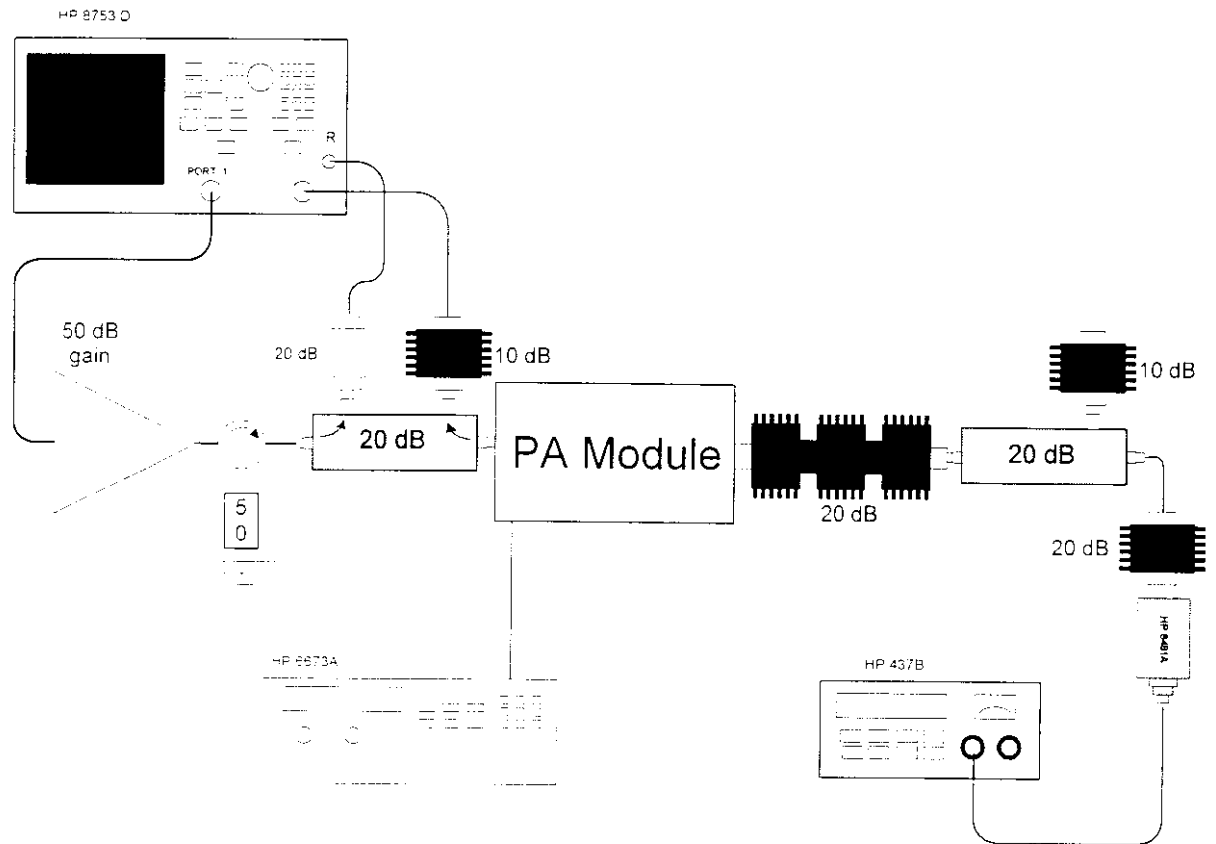 HP 8753 D
R
PORT 1
50 dB
gain
20 dB
10 dB
10 dB
20 dB
PA Module
20 dB
20 dB
5
0
20 dB
HP 8481A
HP 6673A
HP 437B